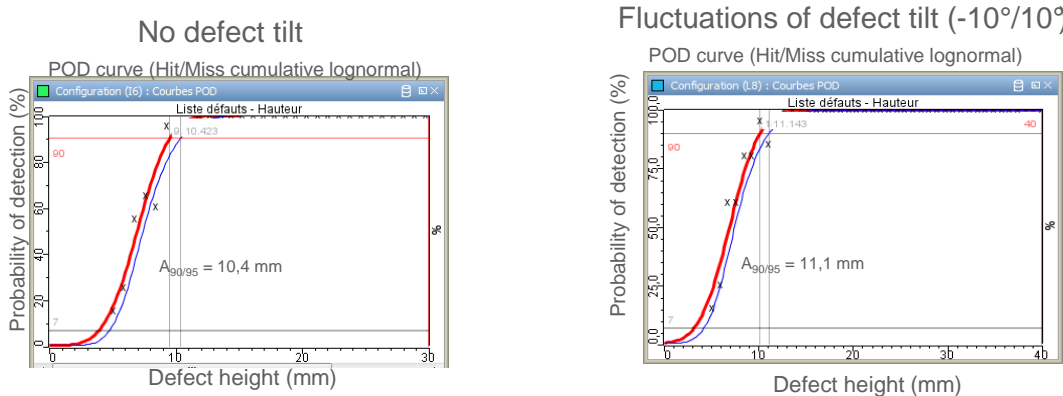 No defect tilt
POD curve (Hit/Miss cumulative lognormal)
Configuration (I6) : Courbes POD
Liste défauts - Hauteur
Probability of detection (%)
100
80
60
40
20
0
90
7
10.423
A90/95 = 10,4 mm
%
0 10 20 30
Defect height (mm)
Fluctuations of defect tilt (-10°/10°)
POD curve (Hit/Miss cumulative lognormal)
Configuration (L8) : Courbes POD
Liste défauts - Hauteur
Probability of detection (%)
100,0
75,0
50,0
25,0
0,0
90
40
7
11.143
A90/95 = 11,1 mm
%
0 10 20 30 40
Defect height (mm)